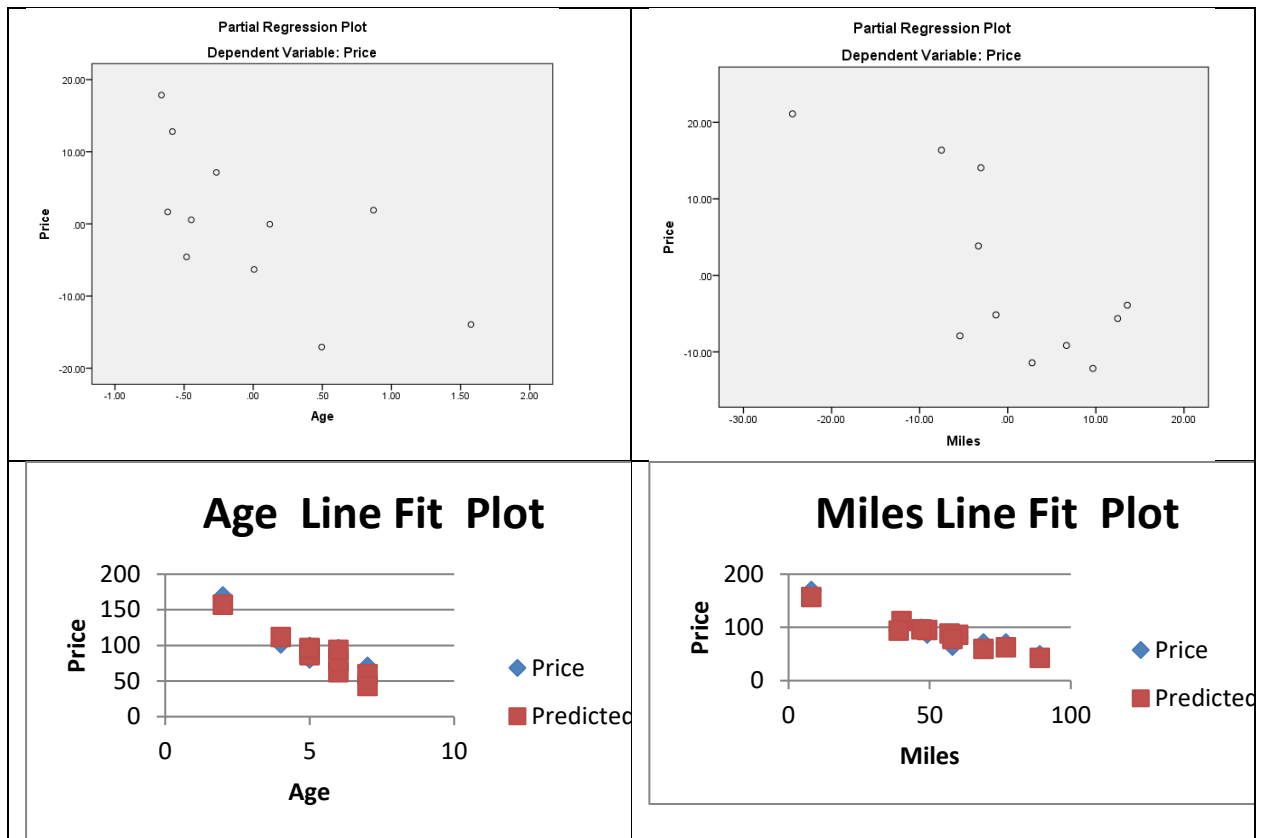 Partial Regression Plot
Dependent Variable: Price
20.00
10.00
.00
-10.00
-20.00
Price
-1.00 -.50 .00 .50 1.00 1.50 2.00
Age
Partial Regression Plot
Dependent Variable: Price
20.00
10.00
.00
-10.00
Price
-30.00 -20.00 -10.00 .00 10.00 20.00
Miles
Age Line Fit Plot
200
150
100
50
0
Price
0 5 10
Age
Price
Predicted
Miles Line Fit Plot
200
100
0
Price
0 50 100
Miles
Price
Predicted